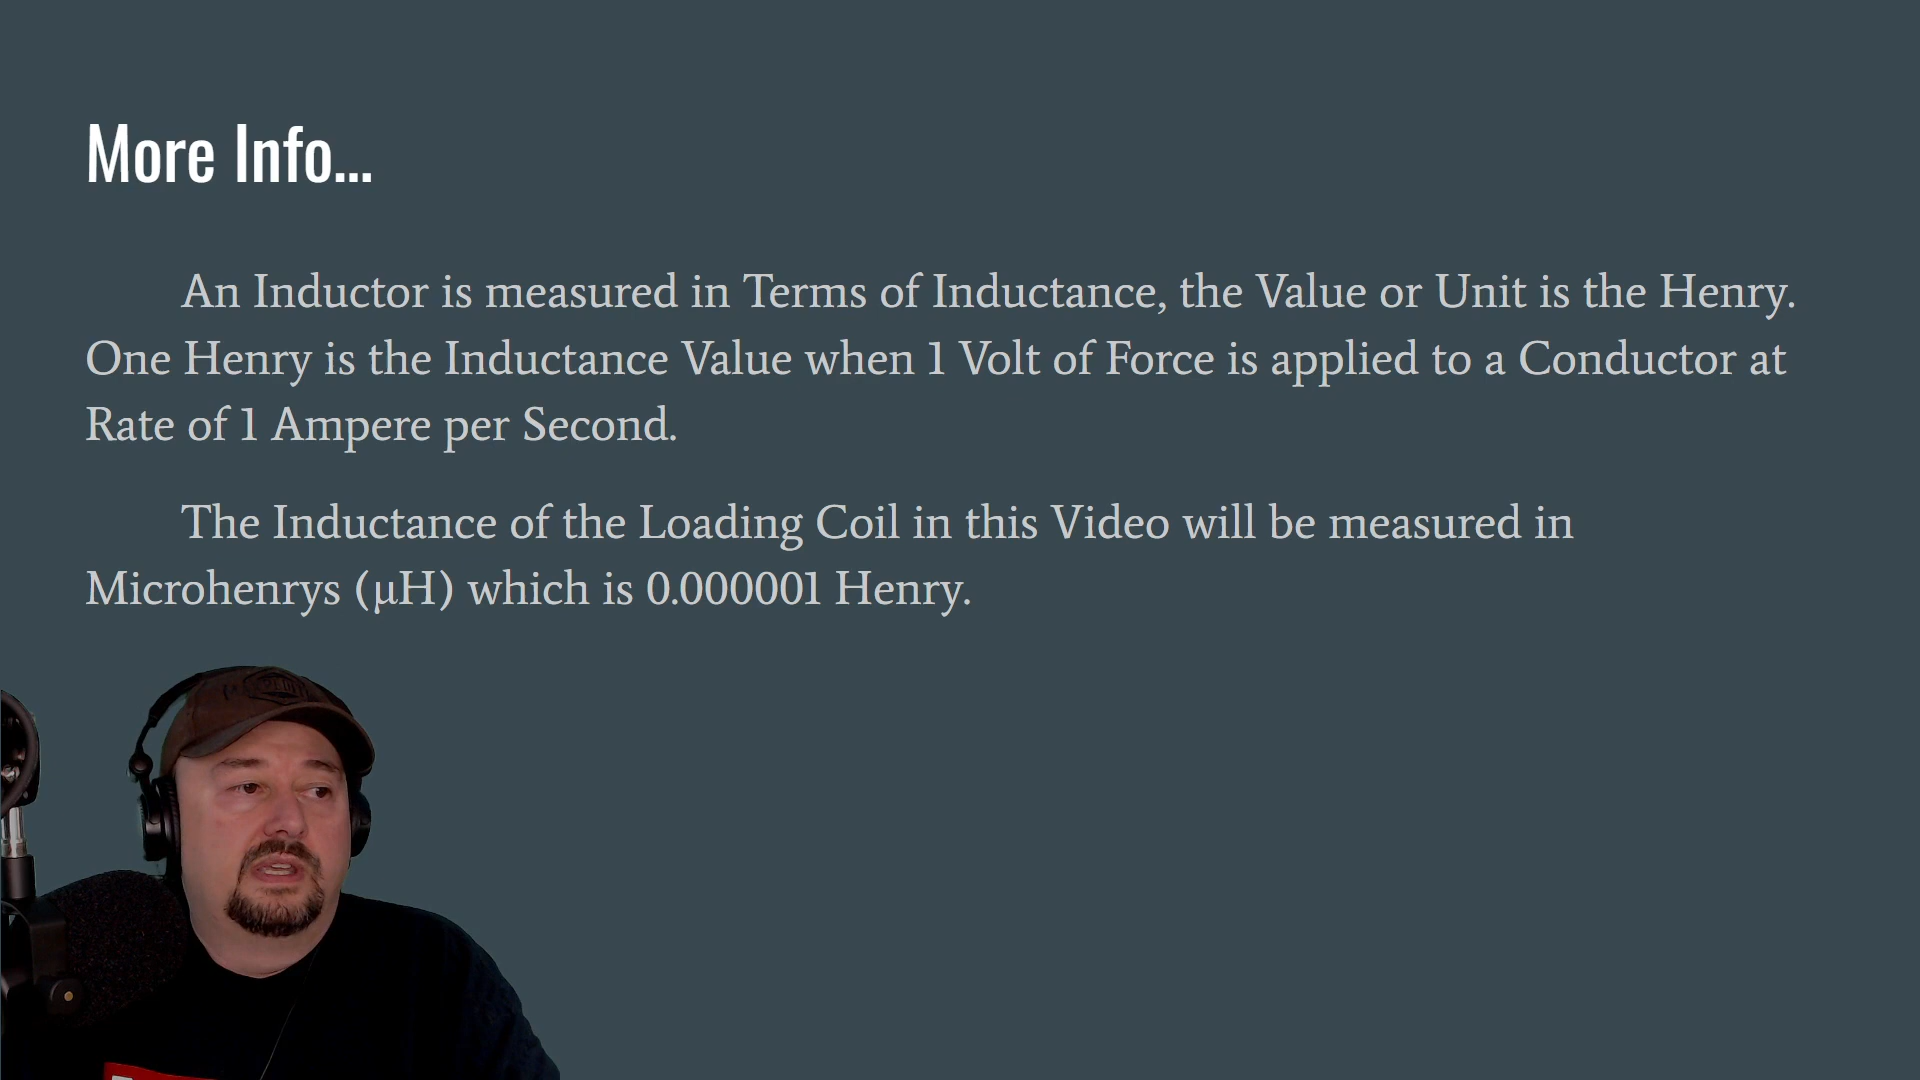 More Info...
An Inductor is measured in Terms of Inductance, the Value or Unit is the Henry.
One Henry is the Inductance Value when 1 Volt of Force is applied to a Conductor at
Rate of 1 Ampere per Second.
The Inductance of the Loading Coil in this Video will be measured in
Microhenrys (µH) which is 0.000001 Henry.